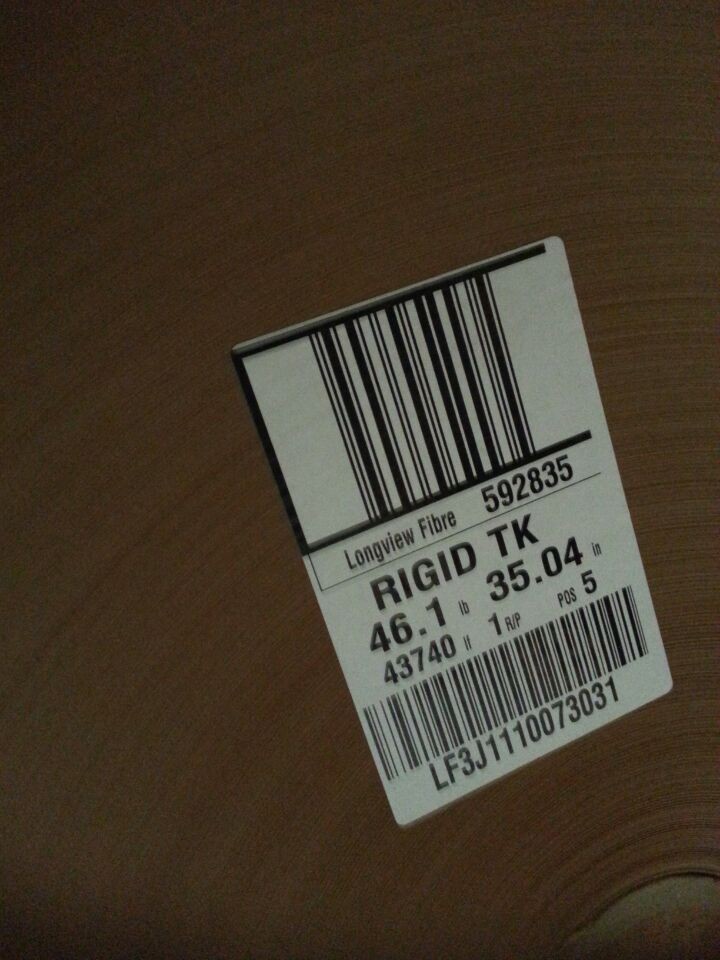 Longview Fibre 592835
RIGID TK
46.1 lb 35.04 in
43740 lf 1 R/P POS 5
LF3J1110073031